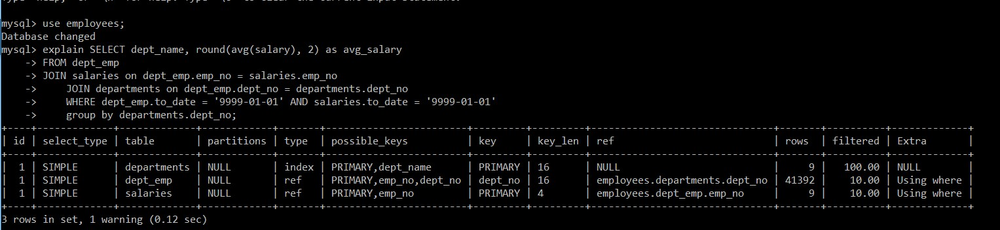 mysql> use employees;
Database changed
mysql> explain SELECT dept_name, round(avg(salary), 2) as avg_salary
    -> FROM dept_emp
    -> JOIN salaries on dept_emp.emp_no = salaries.emp_no
    ->     JOIN departments on dept_emp.dept_no = departments.dept_no
    ->     WHERE dept_emp.to_date = '9999-01-01' AND salaries.to_date = '9999-01-01'
    ->     group by departments.dept_no;
+----+-------------+-------------+------------+-------+------------------------+---------+---------+-------------------------------+-------+----------+-------------+
| id | select_type | table       | partitions | type  | possible_keys          | key     | key_len | ref                           | rows  | filtered | Extra       |
+----+-------------+-------------+------------+-------+------------------------+---------+---------+-------------------------------+-------+----------+-------------+
|  1 | SIMPLE      | departments | NULL       | index | PRIMARY,dept_name      | PRIMARY | 16      | NULL                          |     9 |   100.00 | NULL        |
|  1 | SIMPLE      | dept_emp    | NULL       | ref   | PRIMARY,emp_no,dept_no | dept_no | 16      | employees.departments.dept_no | 41392 |    10.00 | Using where |
|  1 | SIMPLE      | salaries    | NULL       | ref   | PRIMARY,emp_no         | PRIMARY | 4       | employees.dept_emp.emp_no     |     9 |    10.00 | Using where |
+----+-------------+-------------+------------+-------+------------------------+---------+---------+-------------------------------+-------+----------+-------------+
3 rows in set, 1 warning (0.12 sec)